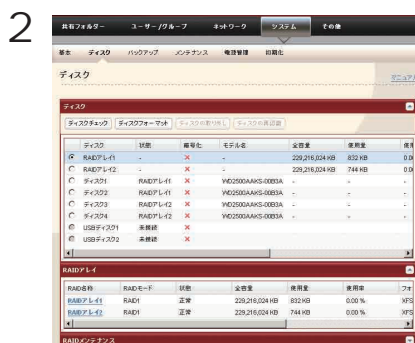 2
共有フォルダー ユーザー/グループ ネットワーク システム その他
基本 ディスク バックアップ メンテナンス 電源管理 初期化
ディスク
マニュアル
ディスク
ディスクチェック ディスクフォーマット ディスクの取り外し ディスクの再認識
ディスク 状態 暗号化 モデル名 全容量 使用量 使用
RAIDアレイ1 - × - 229,216,024 KB 832 KB 0.00
RAIDアレイ2 - × - 229,216,024 KB 744 KB 0.00
ディスク1 RAIDアレイ1 × WD2500AAKS-00B3A - -
ディスク2 RAIDアレイ1 × WD2500AAKS-00B3A - -
ディスク3 RAIDアレイ2 × WD2500AAKS-00B3A - -
ディスク4 RAIDアレイ2 × WD2500AAKS-00B3A - -
USBディスク1 未接続 ×
USBディスク2 未接続 ×
RAIDアレイ
RAID名称 RAIDモード 状態 全容量 使用量 使用率 フォ
RAIDアレイ1 RAID1 正常 229,216,024 KB 832 KB 0.00 % XFS
RAIDアレイ2 RAID1 正常 229,216,024 KB 744 KB 0.00 % XFS
RAIDメンテナンス